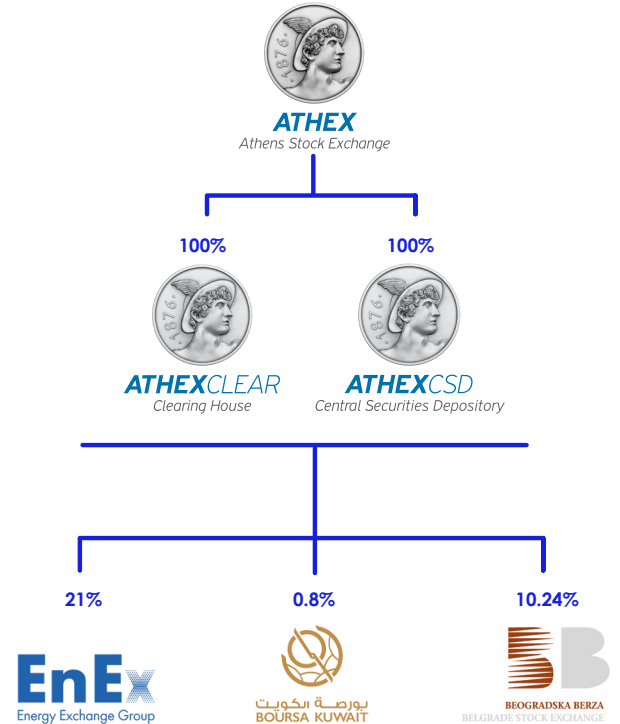 ·1876·
ATHEX
Athens Stock Exchange
100%
100%
·1876·
·1876·
ATHEXCLEAR
ATHEXCSD
Clearing House
Central Securities Depository
21%
0.8%
10.24%
EnEx
Energy Exchange Group
بورصة الكويت
BOURSA KUWAIT
BB
BEOGRADSKA BERZA
BELGRADE STOCK EXCHANGE